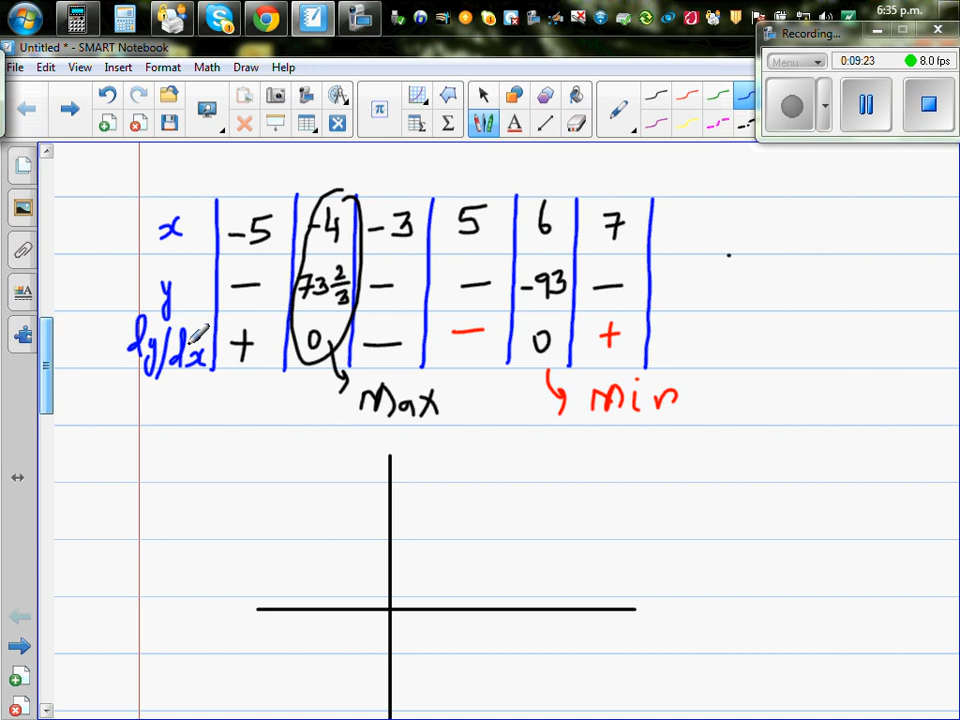 6:35 p.m.
Untitled * - SMART Notebook
Recording...
File Edit View Insert Format Math Draw Help
Menu 0:09:23 8.0 fps
x -5 -4 -3 5 6 7
y – 73 2/3 – – -93 –
dy/dx + 0 – – 0 +
Max Min